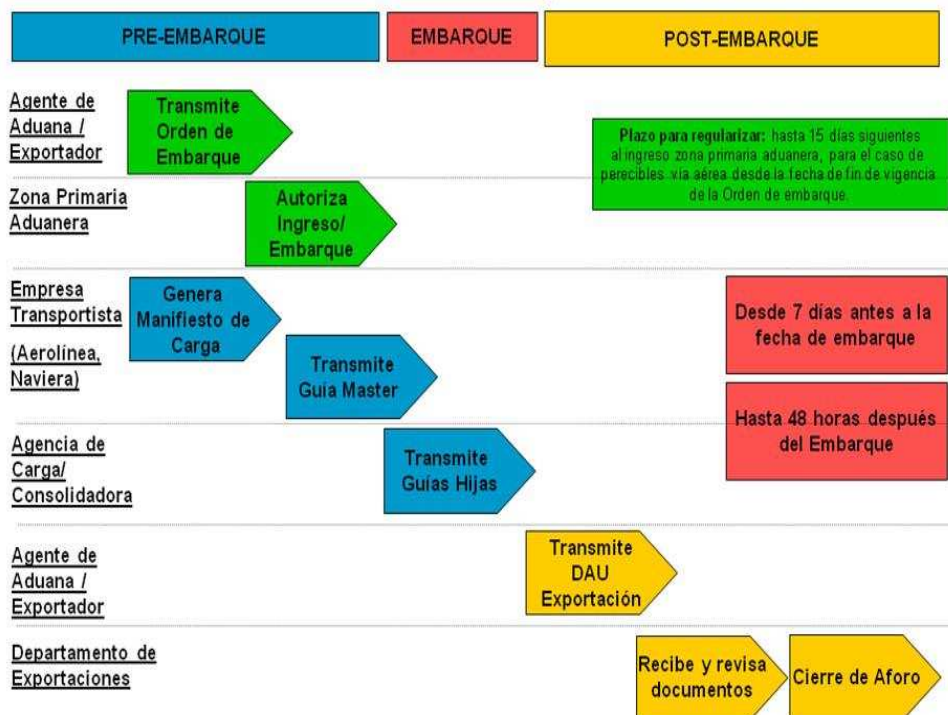 PRE-EMBARQUE
EMBARQUE
POST-EMBARQUE
Agente de
Aduana /
Exportador
Transmite
Orden de
Embarque
Plazo para regularizar: hasta 15 días siguientes
al ingreso zona primaria aduanera, para el caso de
perecibles vía aérea desde la fecha de fin de vigencia
de la Orden de embarque.
Zona Primaria
Aduanera
Autoriza
Ingreso/
Embarque
Empresa
Transportista
(Aerolínea,
Naviera)
Genera
Manifiesto de
Carga
Transmite
Guía Master
Desde 7 días antes a la
fecha de embarque
Hasta 48 horas después
del Embarque
Agencia de
Carga/
Consolidadora
Transmite
Guías Hijas
Agente de
Aduana /
Exportador
Transmite
DAU
Exportación
Departamento de
Exportaciones
Recibe y revisa
documentos
Cierre de Aforo